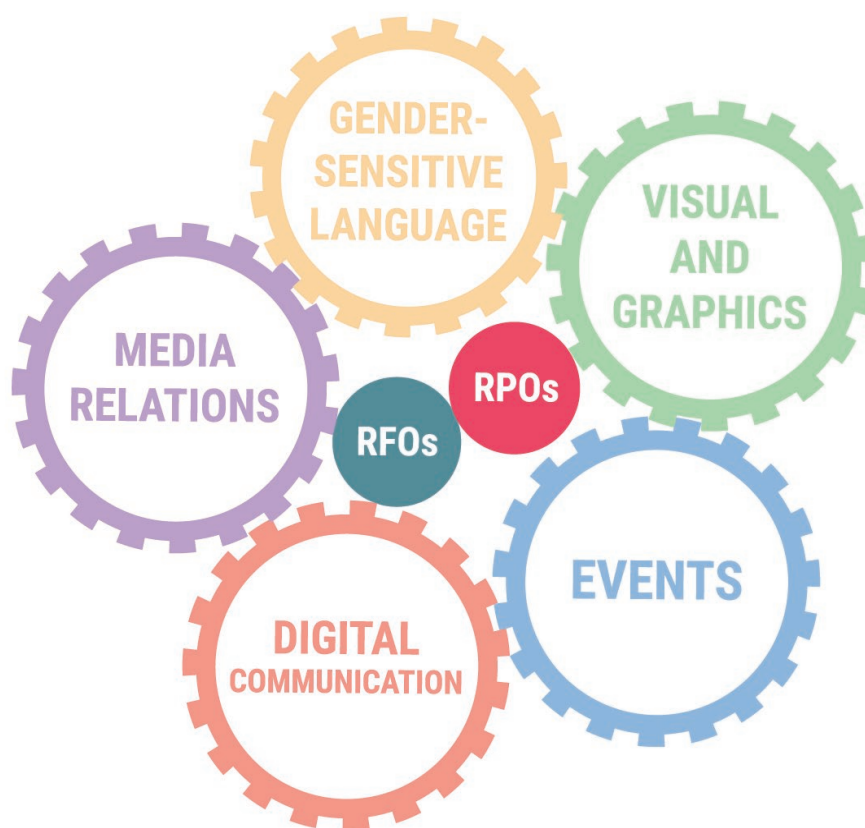 GENDER-
SENSITIVE
LANGUAGE
VISUAL
AND
GRAPHICS
MEDIA
RELATIONS
RPOs
RFOs
EVENTS
DIGITAL
COMMUNICATION